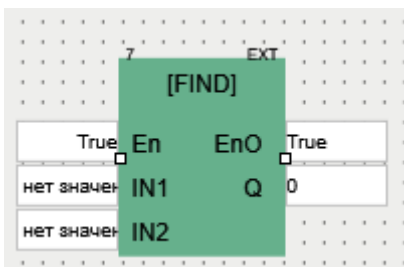 7 EXT
[FIND]
True En EnO True
нет значен IN1 Q 0
нет значен IN2